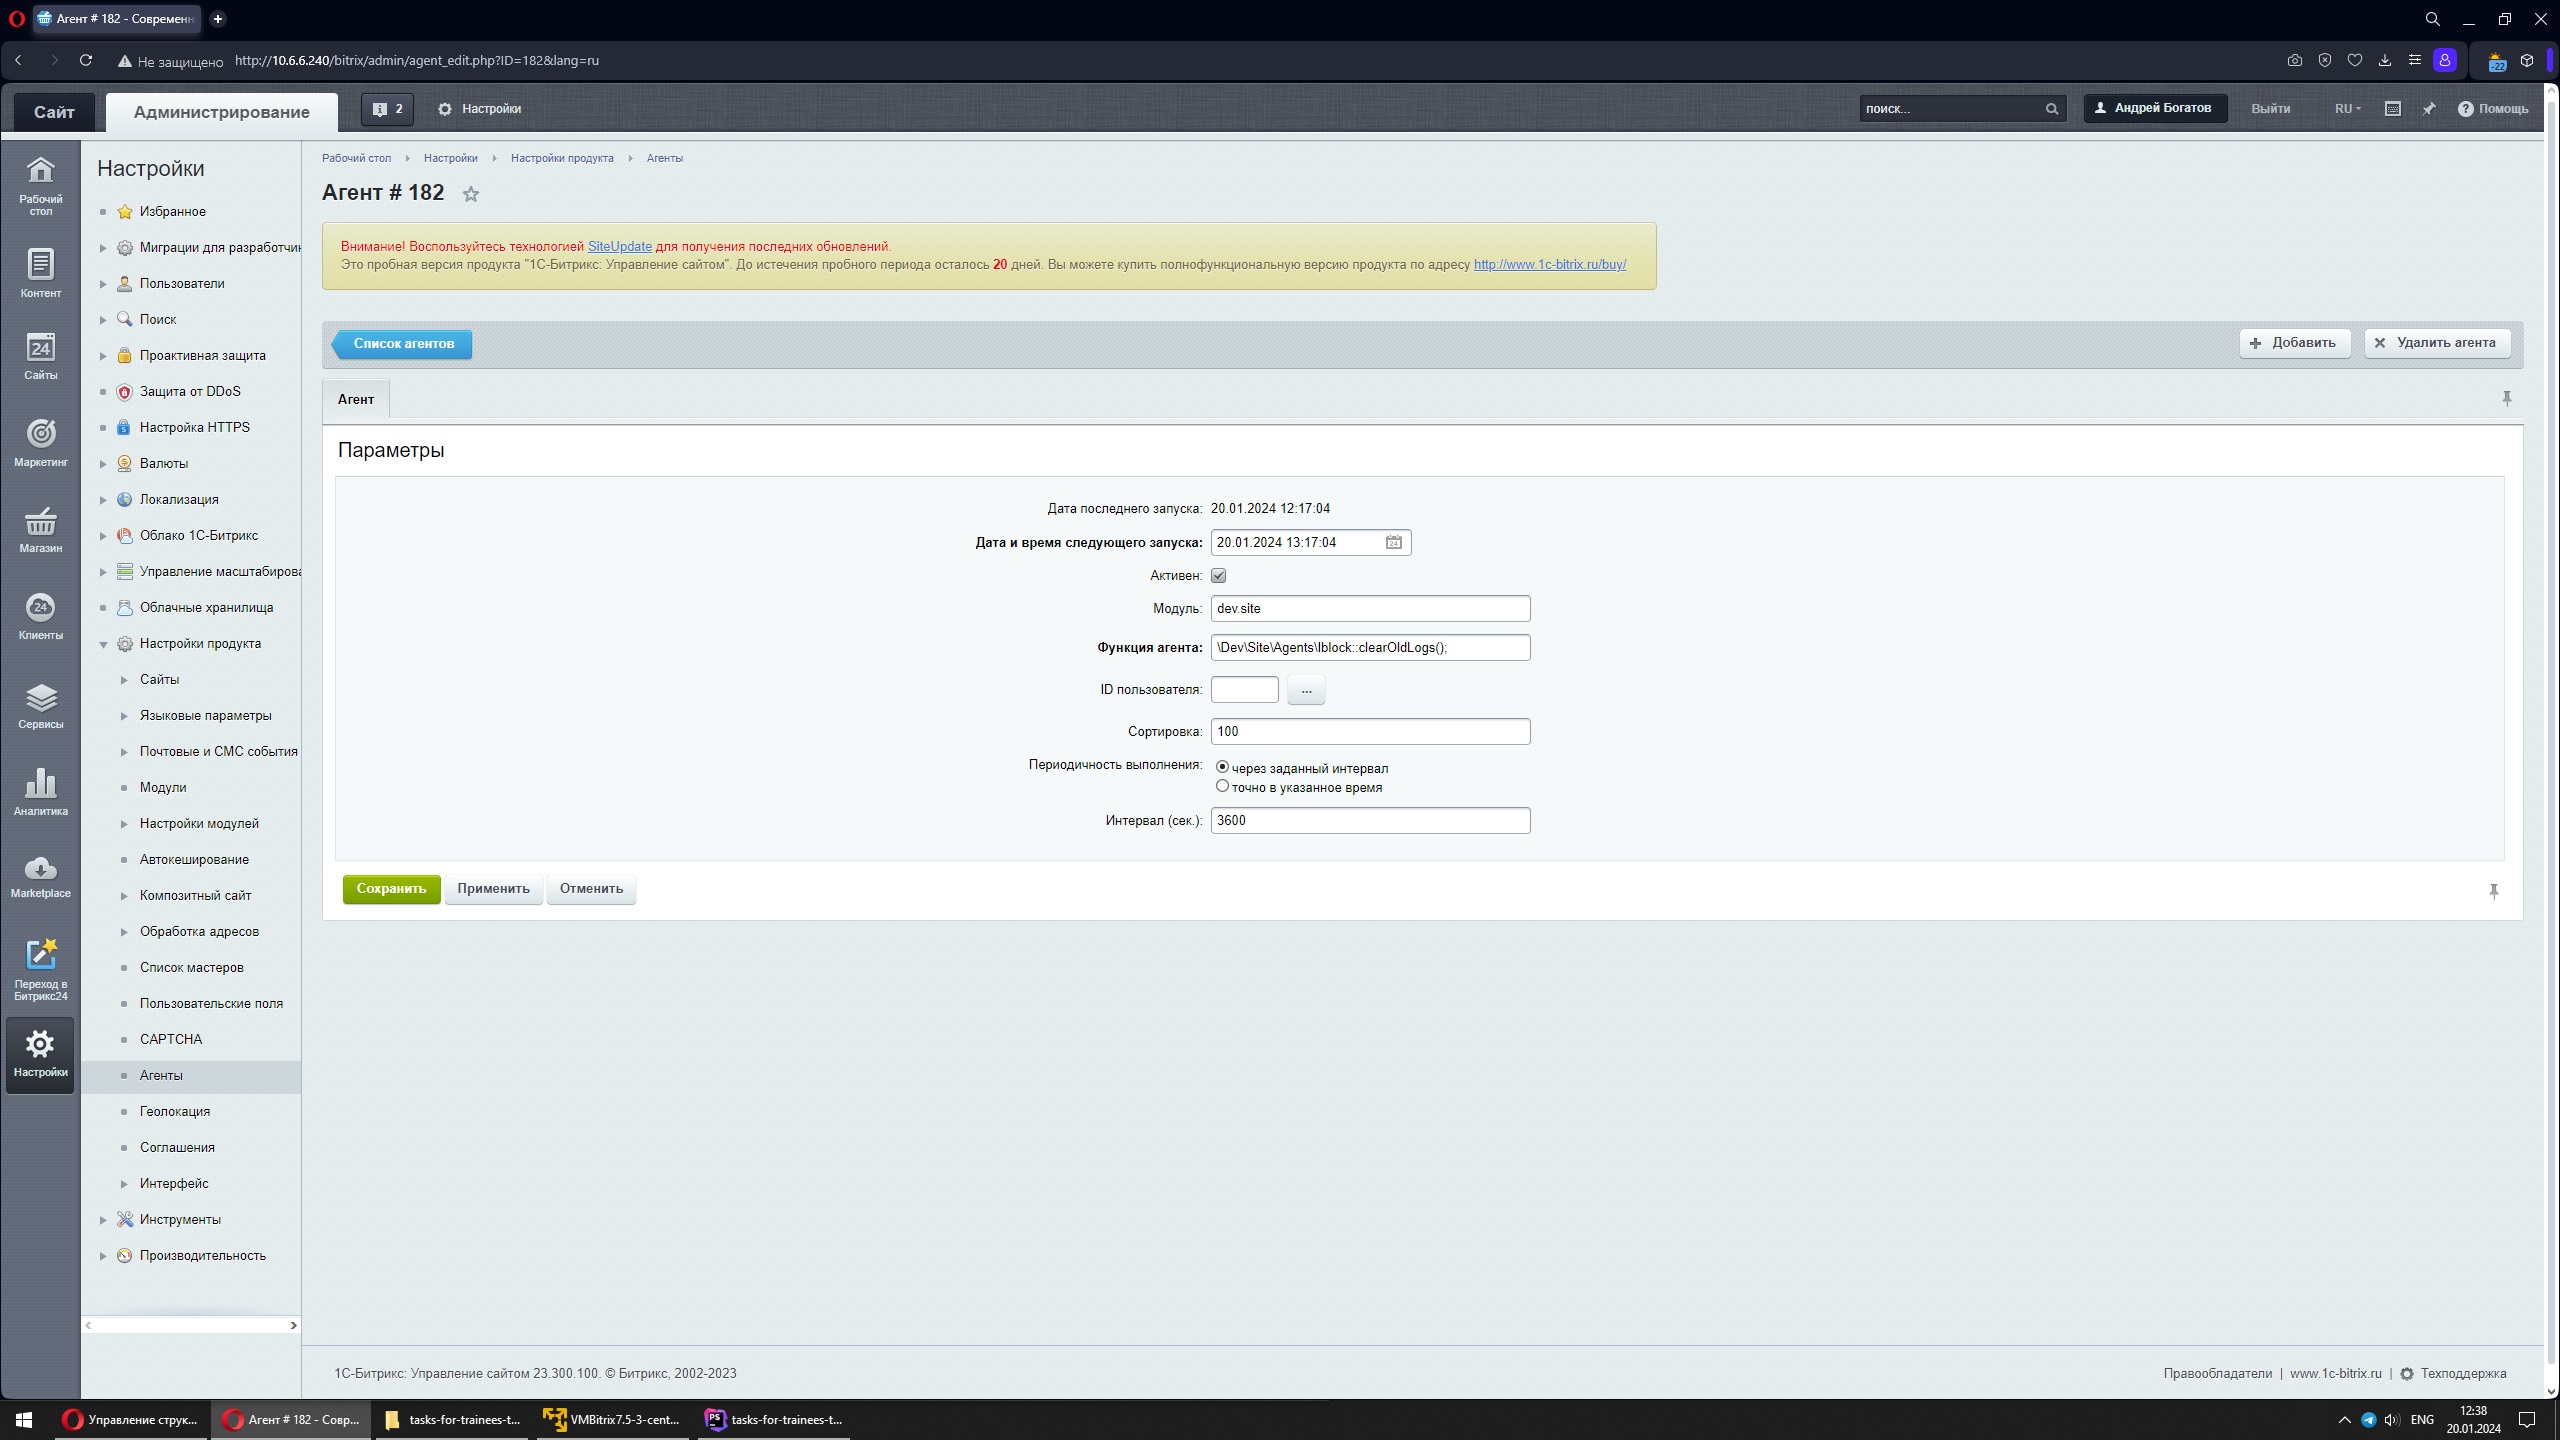 Агент # 182 - Современн
Не защищено
http://10.6.6.240/bitrix/admin/agent_edit.php?ID=182&lang=ru
-22
Сайт
Администрирование
2
Настройки
поиск...
Андрей Богатов
Выйти
RU
Помощь
Рабочий стол
Контент
24
Сайты
Маркетинг
Магазин
24
Клиенты
Сервисы
Аналитика
Marketplace
Переход в Битрикс24
Настройки
Настройки
Избранное
Миграции для разработчик
Пользователи
Поиск
Проактивная защита
Защита от DDoS
Настройка HTTPS
Валюты
Локализация
Облако 1С-Битрикс
Управление масштабирова
Облачные хранилища
Настройки продукта
Сайты
Языковые параметры
Почтовые и СМС события
Модули
Настройки модулей
Автокеширование
Композитный сайт
Обработка адресов
Список мастеров
Пользовательские поля
CAPTCHA
Агенты
Геолокация
Соглашения
Интерфейс
Инструменты
Производительность
Рабочий стол
Настройки
Настройки продукта
Агенты
Агент # 182
Внимание! Воспользуйтесь технологией SiteUpdate для получения последних обновлений.
Это пробная версия продукта "1С-Битрикс: Управление сайтом". До истечения пробного периода осталось 20 дней. Вы можете купить полнофункциональную версию продукта по адресу http://www.1c-bitrix.ru/buy/
Список агентов
Добавить
Удалить агента
Агент
Параметры
Дата последнего запуска: 20.01.2024 12:17:04
Дата и время следующего запуска: 20.01.2024 13:17:04
Активен:
Модуль: dev.site
Функция агента: \Dev\Site\Agents\Iblock::clearOldLogs();
ID пользователя: ...
Сортировка: 100
Периодичность выполнения: через заданный интервал
точно в указанное время
Интервал (сек.): 3600
Сохранить
Применить
Отменить
1С-Битрикс: Управление сайтом 23.300.100. © Битрикс, 2002-2023
Правообладатели | www.1c-bitrix.ru | Техподдержка
Управление струк...
Агент # 182 - Совр...
tasks-for-trainees-t...
VMBitrix7.5-3-cent...
PS
tasks-for-trainees-t...
ENG
12:38
20.01.2024